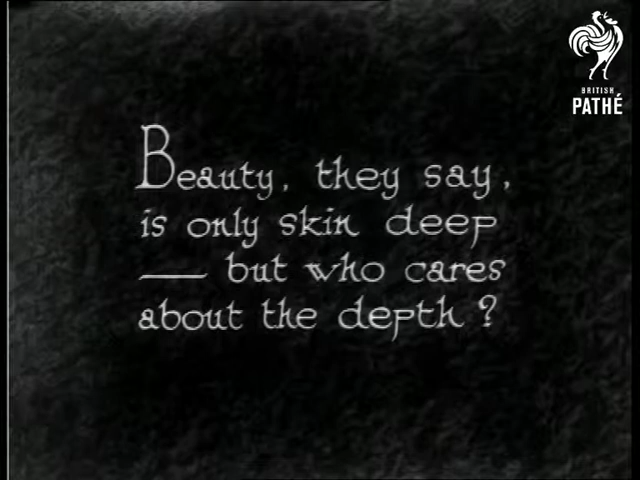 BRITISH
PATHÉ
Beauty, they say,
is only skin deep
— but who cares
about the depth?